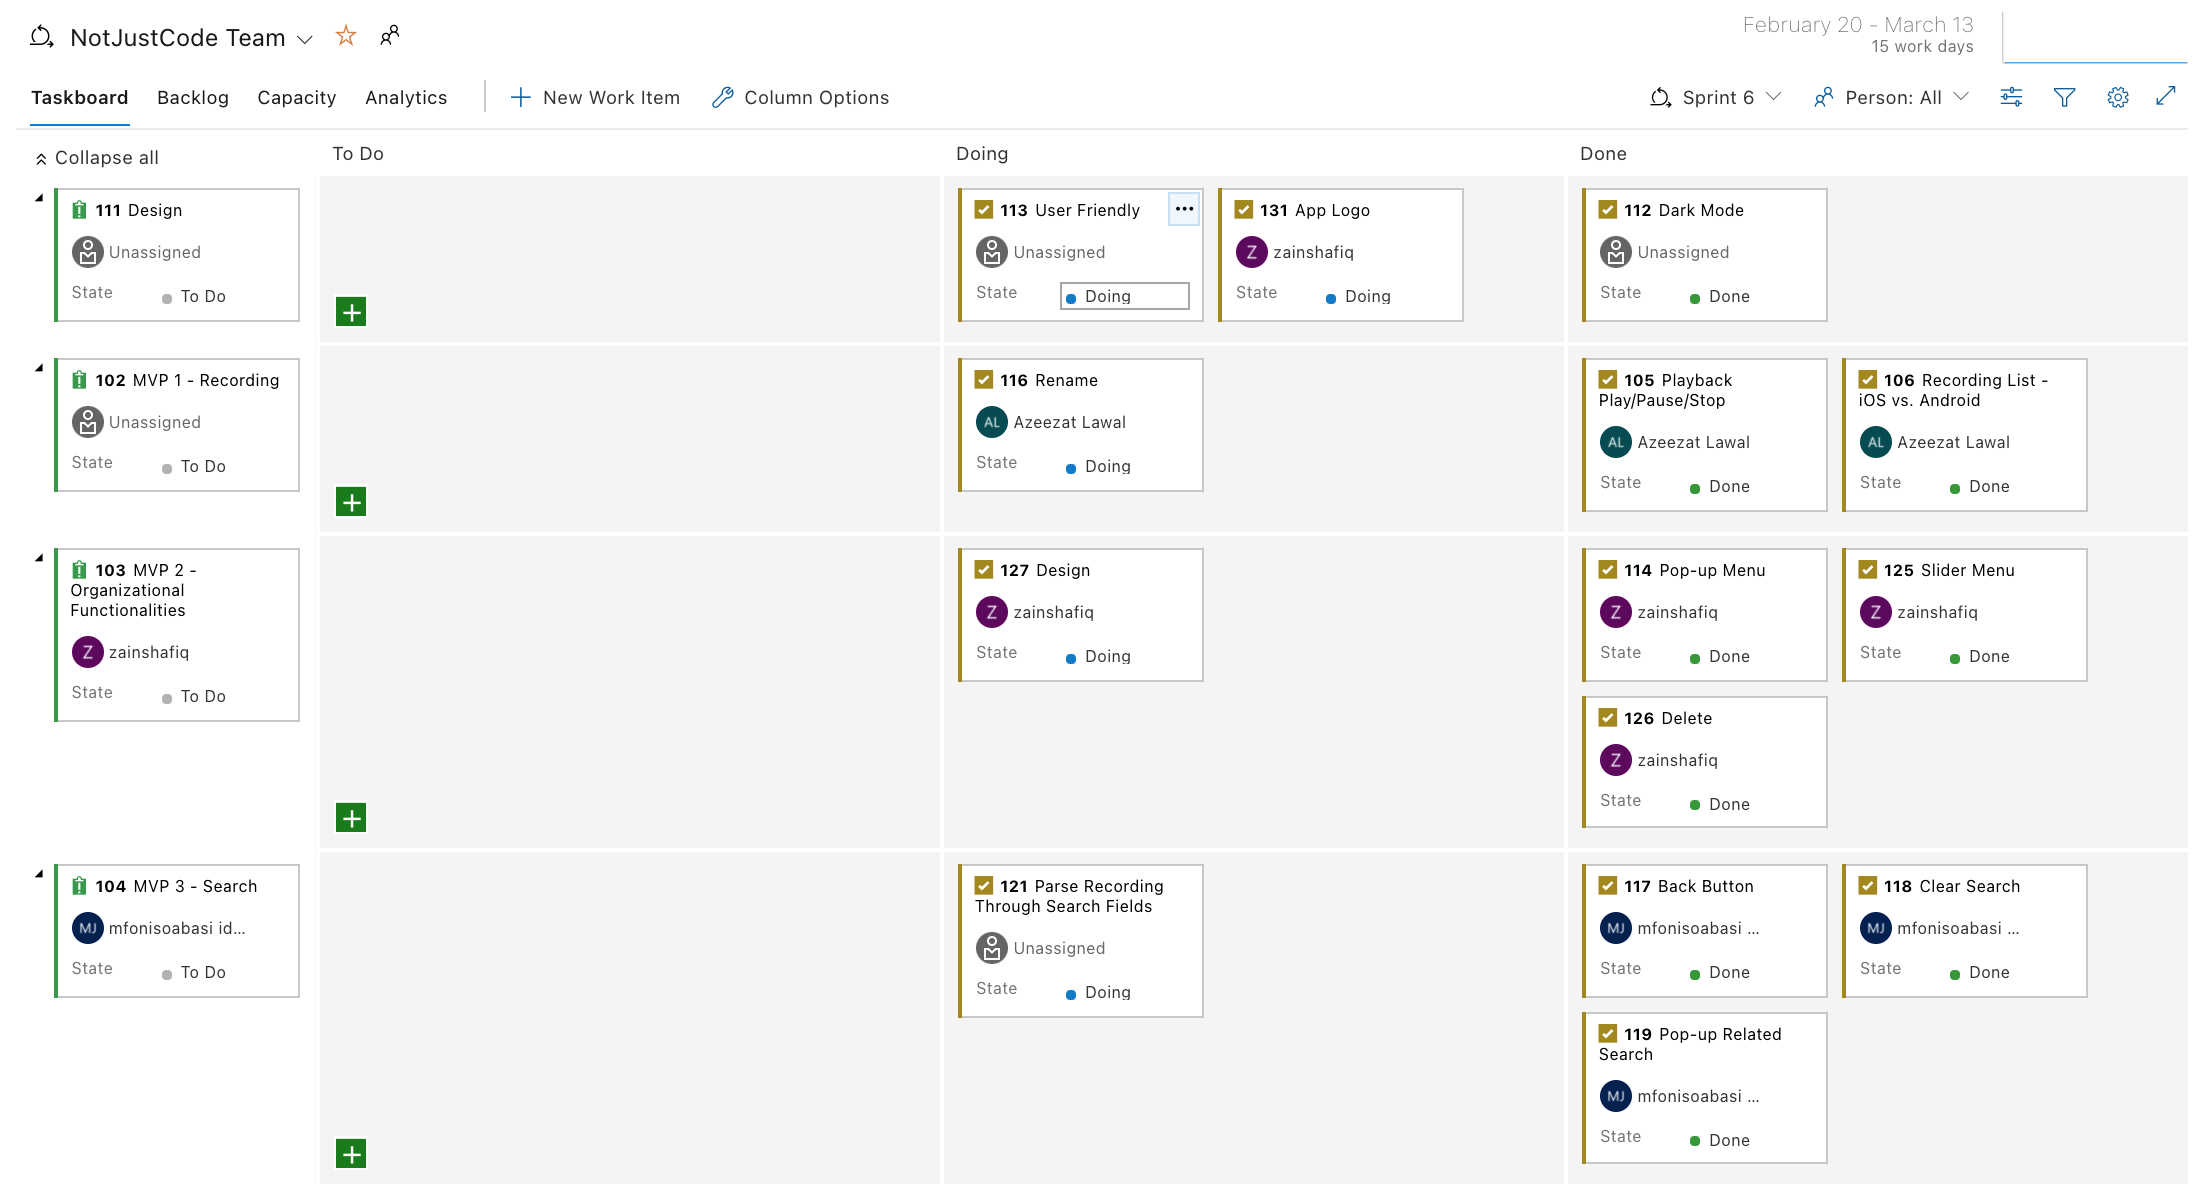 NotJustCode Team
February 20 - March 13
15 work days
Taskboard Backlog Capacity Analytics New Work Item Column Options Sprint 6 Person: All
Collapse all To Do Doing Done
111 Design
Unassigned
State To Do
113 User Friendly
Unassigned
State Doing
131 App Logo
Z zainshafiq
State Doing
112 Dark Mode
Unassigned
State Done
102 MVP 1 - Recording
Unassigned
State To Do
116 Rename
AL Azeezat Lawal
State Doing
105 Playback
Play/Pause/Stop
AL Azeezat Lawal
State Done
106 Recording List -
iOS vs. Android
AL Azeezat Lawal
State Done
103 MVP 2 -
Organizational
Functionalities
Z zainshafiq
State To Do
127 Design
Z zainshafiq
State Doing
114 Pop-up Menu
Z zainshafiq
State Done
125 Slider Menu
Z zainshafiq
State Done
126 Delete
Z zainshafiq
State Done
104 MVP 3 - Search
MJ mfonisoabasi id...
State To Do
121 Parse Recording
Through Search Fields
Unassigned
State Doing
117 Back Button
MJ mfonisoabasi ...
State Done
118 Clear Search
MJ mfonisoabasi ...
State Done
119 Pop-up Related
Search
MJ mfonisoabasi ...
State Done